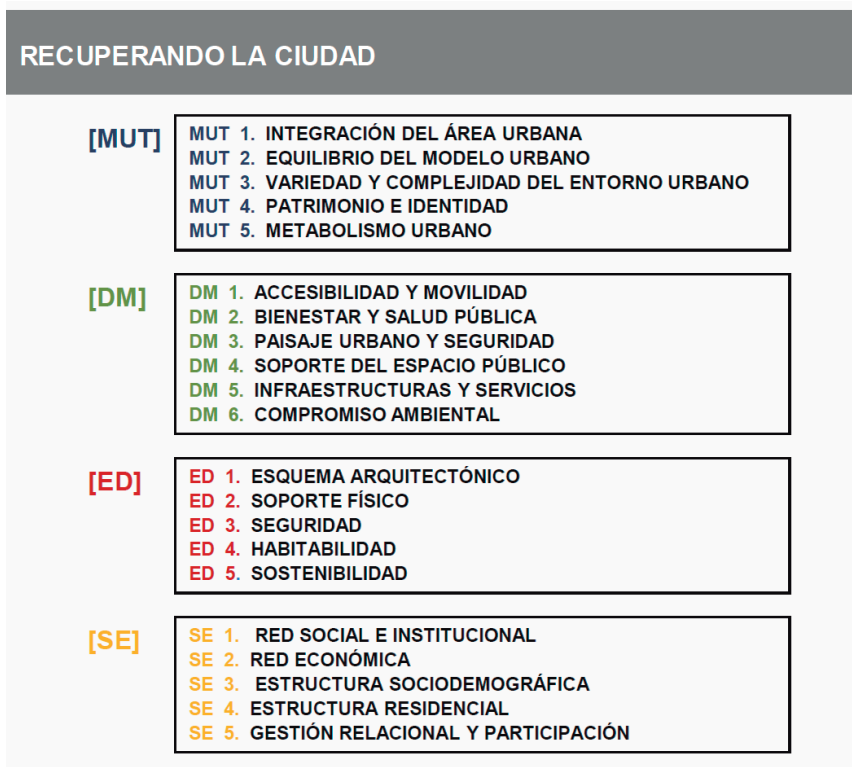 RECUPERANDO LA CIUDAD
[MUT]
MUT 1. INTEGRACIÓN DEL ÁREA URBANA
MUT 2. EQUILIBRIO DEL MODELO URBANO
MUT 3. VARIEDAD Y COMPLEJIDAD DEL ENTORNO URBANO
MUT 4. PATRIMONIO E IDENTIDAD
MUT 5. METABOLISMO URBANO
[DM]
DM 1. ACCESIBILIDAD Y MOVILIDAD
DM 2. BIENESTAR Y SALUD PÚBLICA
DM 3. PAISAJE URBANO Y SEGURIDAD
DM 4. SOPORTE DEL ESPACIO PÚBLICO
DM 5. INFRAESTRUCTURAS Y SERVICIOS
DM 6. COMPROMISO AMBIENTAL
[ED]
ED 1. ESQUEMA ARQUITECTÓNICO
ED 2. SOPORTE FÍSICO
ED 3. SEGURIDAD
ED 4. HABITABILIDAD
ED 5. SOSTENIBILIDAD
[SE]
SE 1. RED SOCIAL E INSTITUCIONAL
SE 2. RED ECONÓMICA
SE 3. ESTRUCTURA SOCIODEMOGRÁFICA
SE 4. ESTRUCTURA RESIDENCIAL
SE 5. GESTIÓN RELACIONAL Y PARTICIPACIÓN